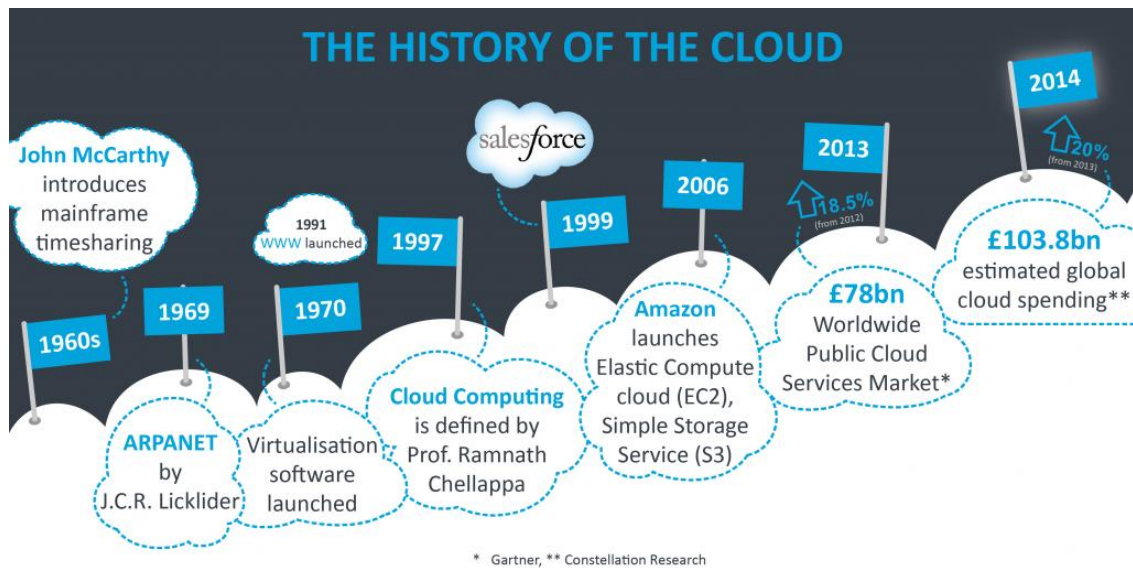 THE HISTORY OF THE CLOUD
John McCarthy
introduces
mainframe
timesharing
1960s
1969
ARPANET
by
J.C.R. Licklider
1970
Virtualisation
software
launched
1991
WWW launched
1997
Cloud Computing
is defined by
Prof. Ramnath
Chellappa
salesforce
1999
2006
Amazon
launches
Elastic Compute
cloud (EC2),
Simple Storage
Service (S3)
2013
18.5%
(from 2012)
£78bn
Worldwide
Public Cloud
Services Market*
2014
20%
(from 2013)
£103.8bn
estimated global
cloud spending**
* Gartner, ** Constellation Research